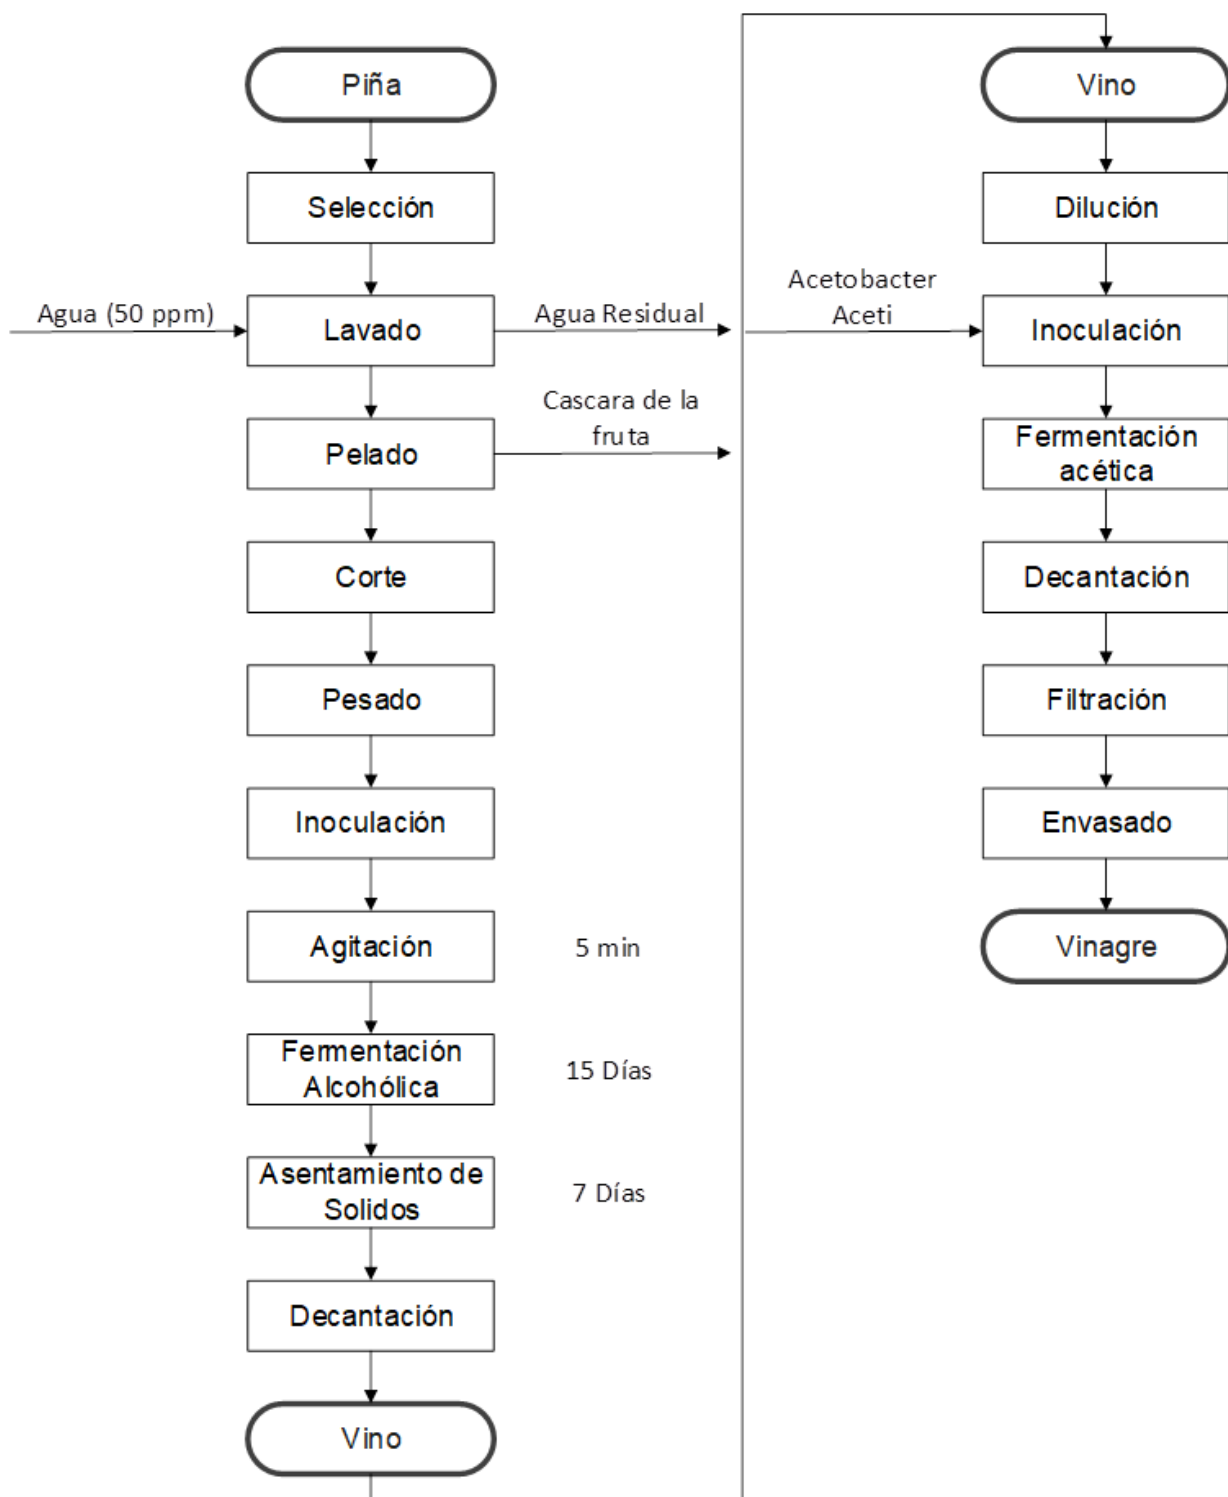 Piña
Selección
Agua (50 ppm)
Lavado
Agua Residual
Pelado
Cascara de la
fruta
Corte
Pesado
Inoculación
Agitación
5 min
Fermentación
Alcohólica
15 Días
Asentamiento de
Solidos
7 Días
Decantación
Vino
Vino
Dilución
Acetobacter
Aceti
Inoculación
Fermentación
acética
Decantación
Filtración
Envasado
Vinagre